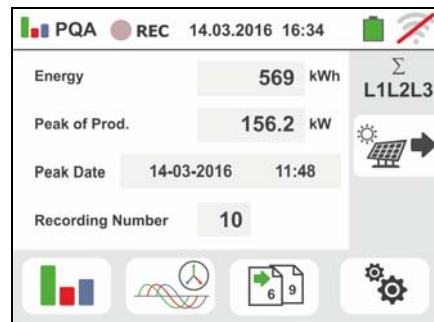 PQA REC 14.03.2016 16:34
Energy 569 kWh
Σ
L1L2L3
Peak of Prod. 156.2 kW
Peak Date 14-03-2016 11:48
Recording Number 10
6 9